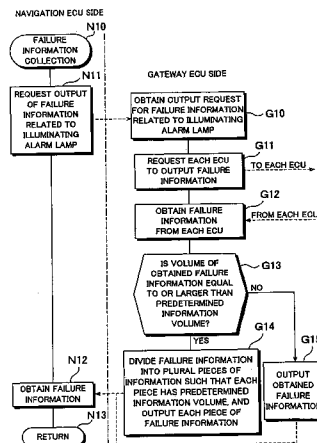 NAVIGATION ECU SIDE
N10
FAILURE
INFORMATION
COLLECTION
N11
REQUEST OUTPUT
OF FAILURE
INFORMATION
RELATED TO
ILLUMINATING
ALARM LAMP
GATEWAY ECU SIDE
OBTAIN OUTPUT REQUEST
FOR FAILURE INFORMATION
RELATED TO ILLUMINATING
ALARM LAMP
G10
G11
REQUEST EACH ECU
TO OUTPUT FAILURE
INFORMATION
TO EACH ECU
G12
OBTAIN FAILURE
INFORMATION
FROM EACH ECU
FROM EACH ECU
G13
IS VOLUME OF
OBTAINED FAILURE
INFORMATION EQUAL
TO OR LARGER THAN
PREDETERMINED
INFORMATION
VOLUME?
NO
YES
G14
DIVIDE FAILURE INFORMATION
INTO PLURAL PIECES OF
INFORMATION SUCH THAT EACH
PIECE HAS PREDETERMINED
INFORMATION VOLUME, AND
OUTPUT EACH PIECE OF
FAILURE INFORMATION
G15
OUTPUT
OBTAINED
FAILURE
INFORMATION
N12
OBTAIN FAILURE
INFORMATION
N13
RETURN